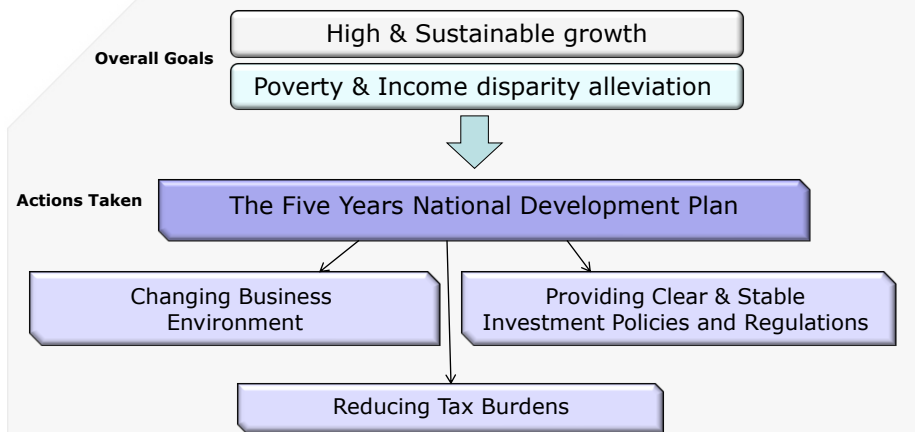 High & Sustainable growth
Overall Goals
Poverty & Income disparity alleviation
Actions Taken
The Five Years National Development Plan
Changing Business
Environment
Providing Clear & Stable
Investment Policies and Regulations
Reducing Tax Burdens